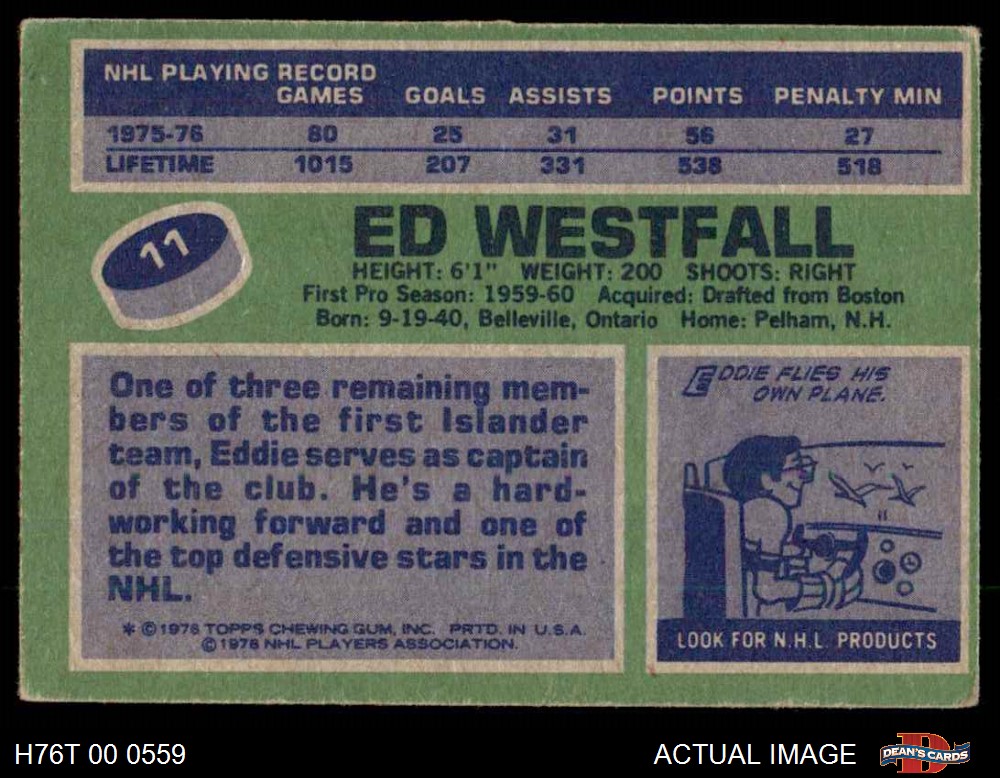 NHL PLAYING RECORD
GAMES GOALS ASSISTS POINTS PENALTY MIN
1975-76 80 25 31 56 27
LIFETIME 1015 207 331 538 518
11
ED WESTFALL
HEIGHT: 6'1" WEIGHT: 200 SHOOTS: RIGHT
First Pro Season: 1959-60 Acquired: Drafted from Boston
Born: 9-19-40, Belleville, Ontario Home: Pelham, N.H.
One of three remaining mem-
bers of the first Islander
team, Eddie serves as captain
of the club. He's a hard-
working forward and one of
the top defensive stars in the
NHL.
* ©1976 TOPPS CHEWING GUM, INC. PRTD. IN U.S.A.
©1976 NHL PLAYERS ASSOCIATION.
EDDIE FLIES HIS
OWN PLANE.
LOOK FOR N.H.L PRODUCTS
H76T 00 0559
ACTUAL IMAGE
D
DEAN'S CARDS